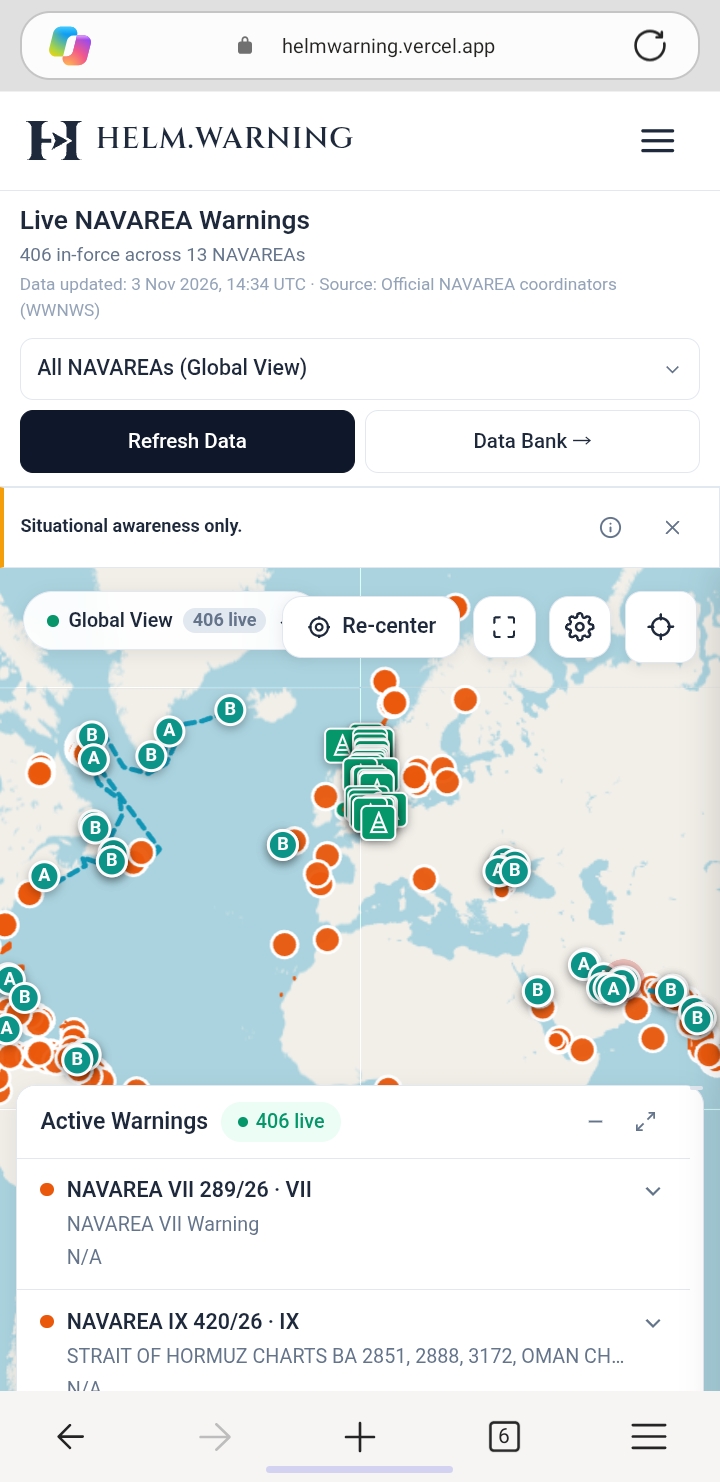 helmwarning.vercel.app
HELM.WARNING
Live NAVAREA Warnings
406 in-force across 13 NAVAREAs
Data updated: 3 Nov 2026, 14:34 UTC · Source: Official NAVAREA coordinators
(WWNWS)
All NAVAREAs (Global View)
Refresh Data
Data Bank →
Situational awareness only.
Global View 406 live
Re-center
B
A
B
B
A
B
B
A
B
A
B
A
B
A
A
B
B
B
A
B
A
B
Active Warnings 406 live
NAVAREA VII 289/26 · VII
NAVAREA VII Warning
N/A
NAVAREA IX 420/26 · IX
STRAIT OF HORMUZ CHARTS BA 2851, 2888, 3172, OMAN CH...
N/A
6